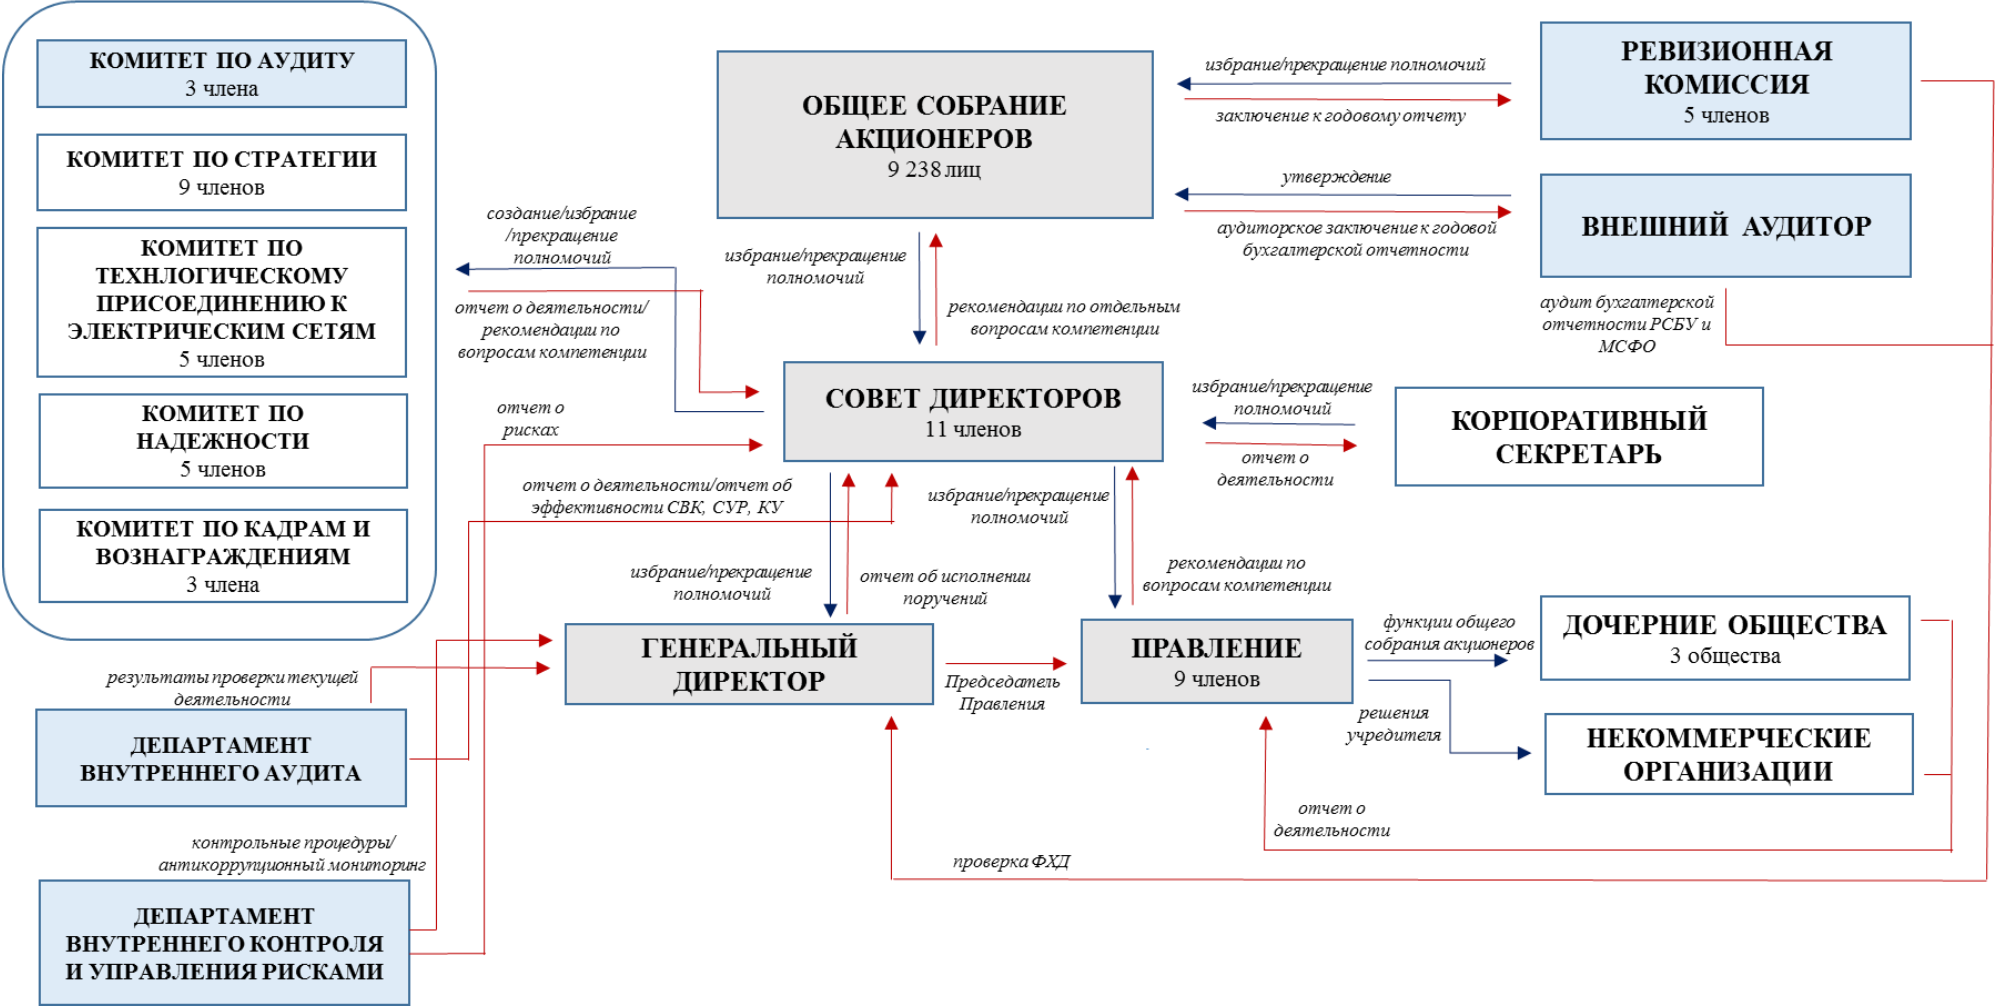 КОМИТЕТ ПО АУДИТУ
3 члена
КОМИТЕТ ПО СТРАТЕГИИ
9 членов
КОМИТЕТ ПО
ТЕХНЛОГИЧЕСКОМУ
ПРИСОЕДИНЕНИЮ К
ЭЛЕКТРИЧЕСКИМ СЕТЯМ
5 членов
КОМИТЕТ ПО
НАДЕЖНОСТИ
5 членов
КОМИТЕТ ПО КАДРАМ И
ВОЗНАГРАЖДЕНИЯМ
3 члена
ОБЩЕЕ СОБРАНИЕ
АКЦИОНЕРОВ
9 238 лиц
избрание/прекращение полномочий
заключение к годовому отчету
РЕВИЗИОННАЯ
КОМИССИЯ
5 членов
утверждение
аудиторское заключение к годовой
бухгалтерской отчетности
ВНЕШНИЙ АУДИТОР
аудит бухгалтерской
отчетности РСБУ и
МСФО
создание/избрание
/прекращение
полномочий
отчет о деятельности/
рекомендации по
вопросам компетенции
избрание/прекращение
полномочий
рекомендации по отдельным
вопросам компетенции
СОВЕТ ДИРЕКТОРОВ
11 членов
избрание/прекращение
полномочий
отчет о
деятельности
КОРПОРАТИВНЫЙ
СЕКРЕТАРЬ
отчет о
рисках
отчет о деятельности/отчет об
эффективности СВК, СУР, КУ
избрание/прекращение
полномочий
избрание/прекращение
полномочий
отчет об исполнении
поручений
рекомендации по
вопросам компетенции
ГЕНЕРАЛЬНЫЙ
ДИРЕКТОР
Председатель
Правления
ПРАВЛЕНИЕ
9 членов
функции общего
собрания акционеров
ДОЧЕРНИЕ ОБЩЕСТВА
3 общества
решения
учредителя
НЕКОММЕРЧЕСКИЕ
ОРГАНИЗАЦИИ
результаты проверки текущей
деятельности
ДЕПАРТАМЕНТ
ВНУТРЕННЕГО АУДИТА
отчет о
деятельности
проверка ФХД
контрольные процедуры/
антикоррупционный мониторинг
ДЕПАРТАМЕНТ
ВНУТРЕННЕГО КОНТРОЛЯ
И УПРАВЛЕНИЯ РИСКАМИ